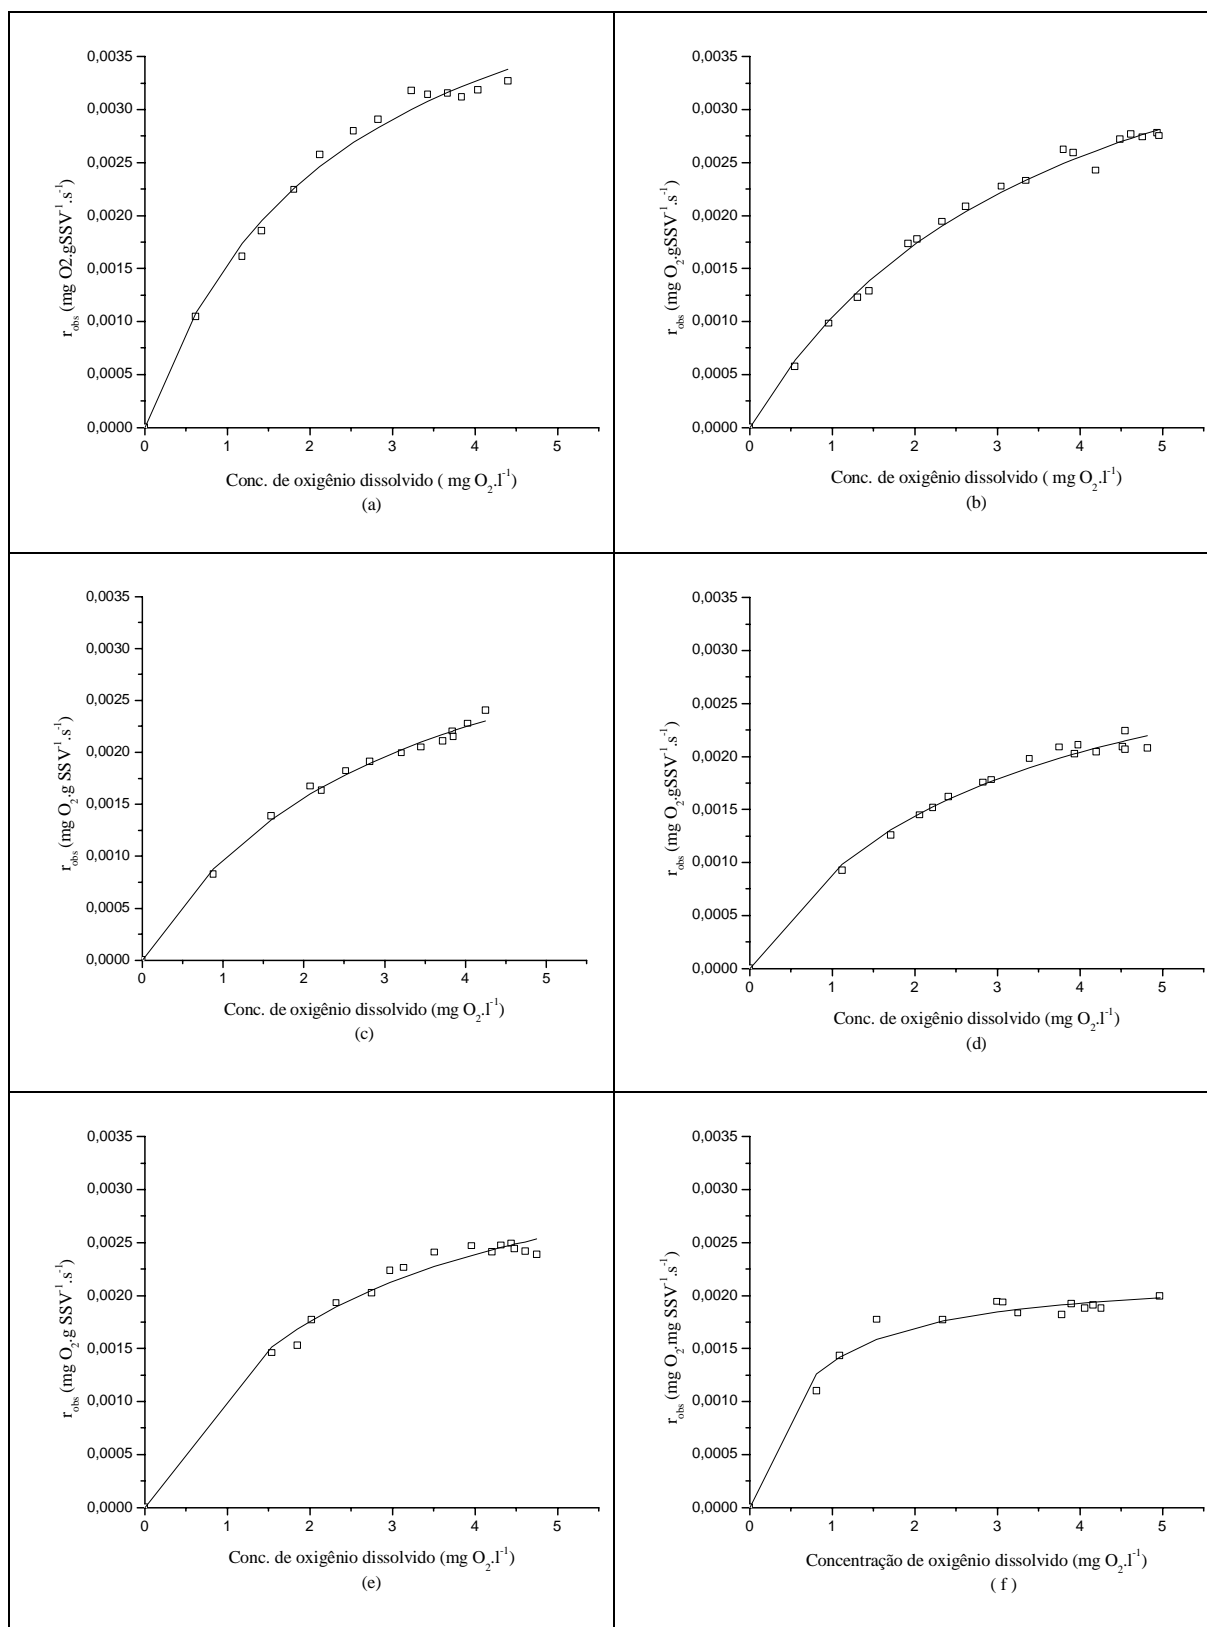 0,0035
0,0030
0,0025
0,0020
0,0015
0,0010
0,0005
0,0000
r_obs (mg O2.gSSV^-1.s^-1)
0 1 2 3 4 5
Conc. de oxigênio dissolvido ( mg O₂.l^-1)
(a)
0,0035
0,0030
0,0025
0,0020
0,0015
0,0010
0,0005
0,0000
r_obs (mg O₂.gSSV^-1.s^-1)
0 1 2 3 4 5
Conc. de oxigênio dissolvido ( mg O₂.l^-1)
(b)
0,0035
0,0030
0,0025
0,0020
0,0015
0,0010
0,0005
0,0000
r_obs (mg O₂.g SSV^-1.s^-1)
0 1 2 3 4 5
Conc. de oxigênio dissolvido (mg O₂.l^-1)
(c)
0,0035
0,0030
0,0025
0,0020
0,0015
0,0010
0,0005
0,0000
r_obs (mg O₂.gSSV^-1.s^-1)
0 1 2 3 4 5
Conc. de oxigênio dissolvido (mg O₂.l^-1)
(d)
0,0035
0,0030
0,0025
0,0020
0,0015
0,0010
0,0005
0,0000
r_obs (mg O₂.g SSV^-1.s^-1)
0 1 2 3 4 5
Conc. de oxigênio dissolvido (mg O₂.l^-1)
(e)
0,0035
0,0030
0,0025
0,0020
0,0015
0,0010
0,0005
0,0000
r_obs (mg O₂.mg SSV^-1.s^-1)
0 1 2 3 4 5
Concentração de oxigênio dissolvido (mg O₂.l^-1)
( f )